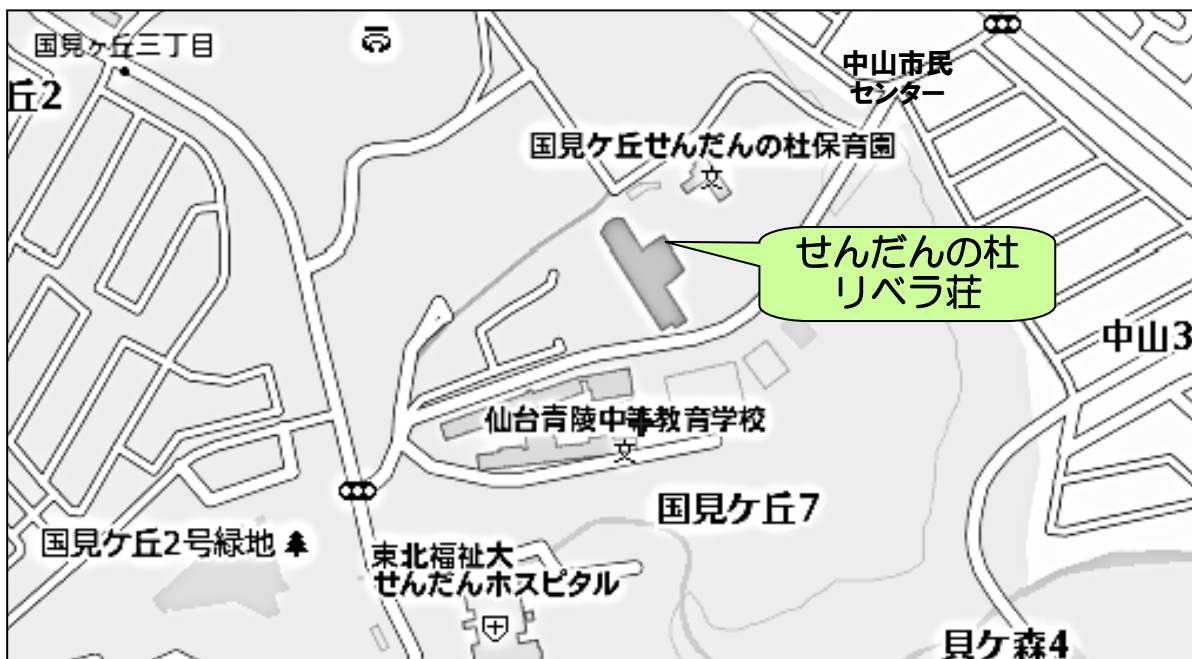 国見ヶ丘三丁目
丘2
中山市民
センター
国見ケ丘せんだんの杜保育園
文
せんだんの杜
リベラ荘
中山3
仙台青陵中等教育学校
文
国見ケ丘7
国見ケ丘2号緑地
東北福祉大
せんだんホスピタル
貝ケ森4